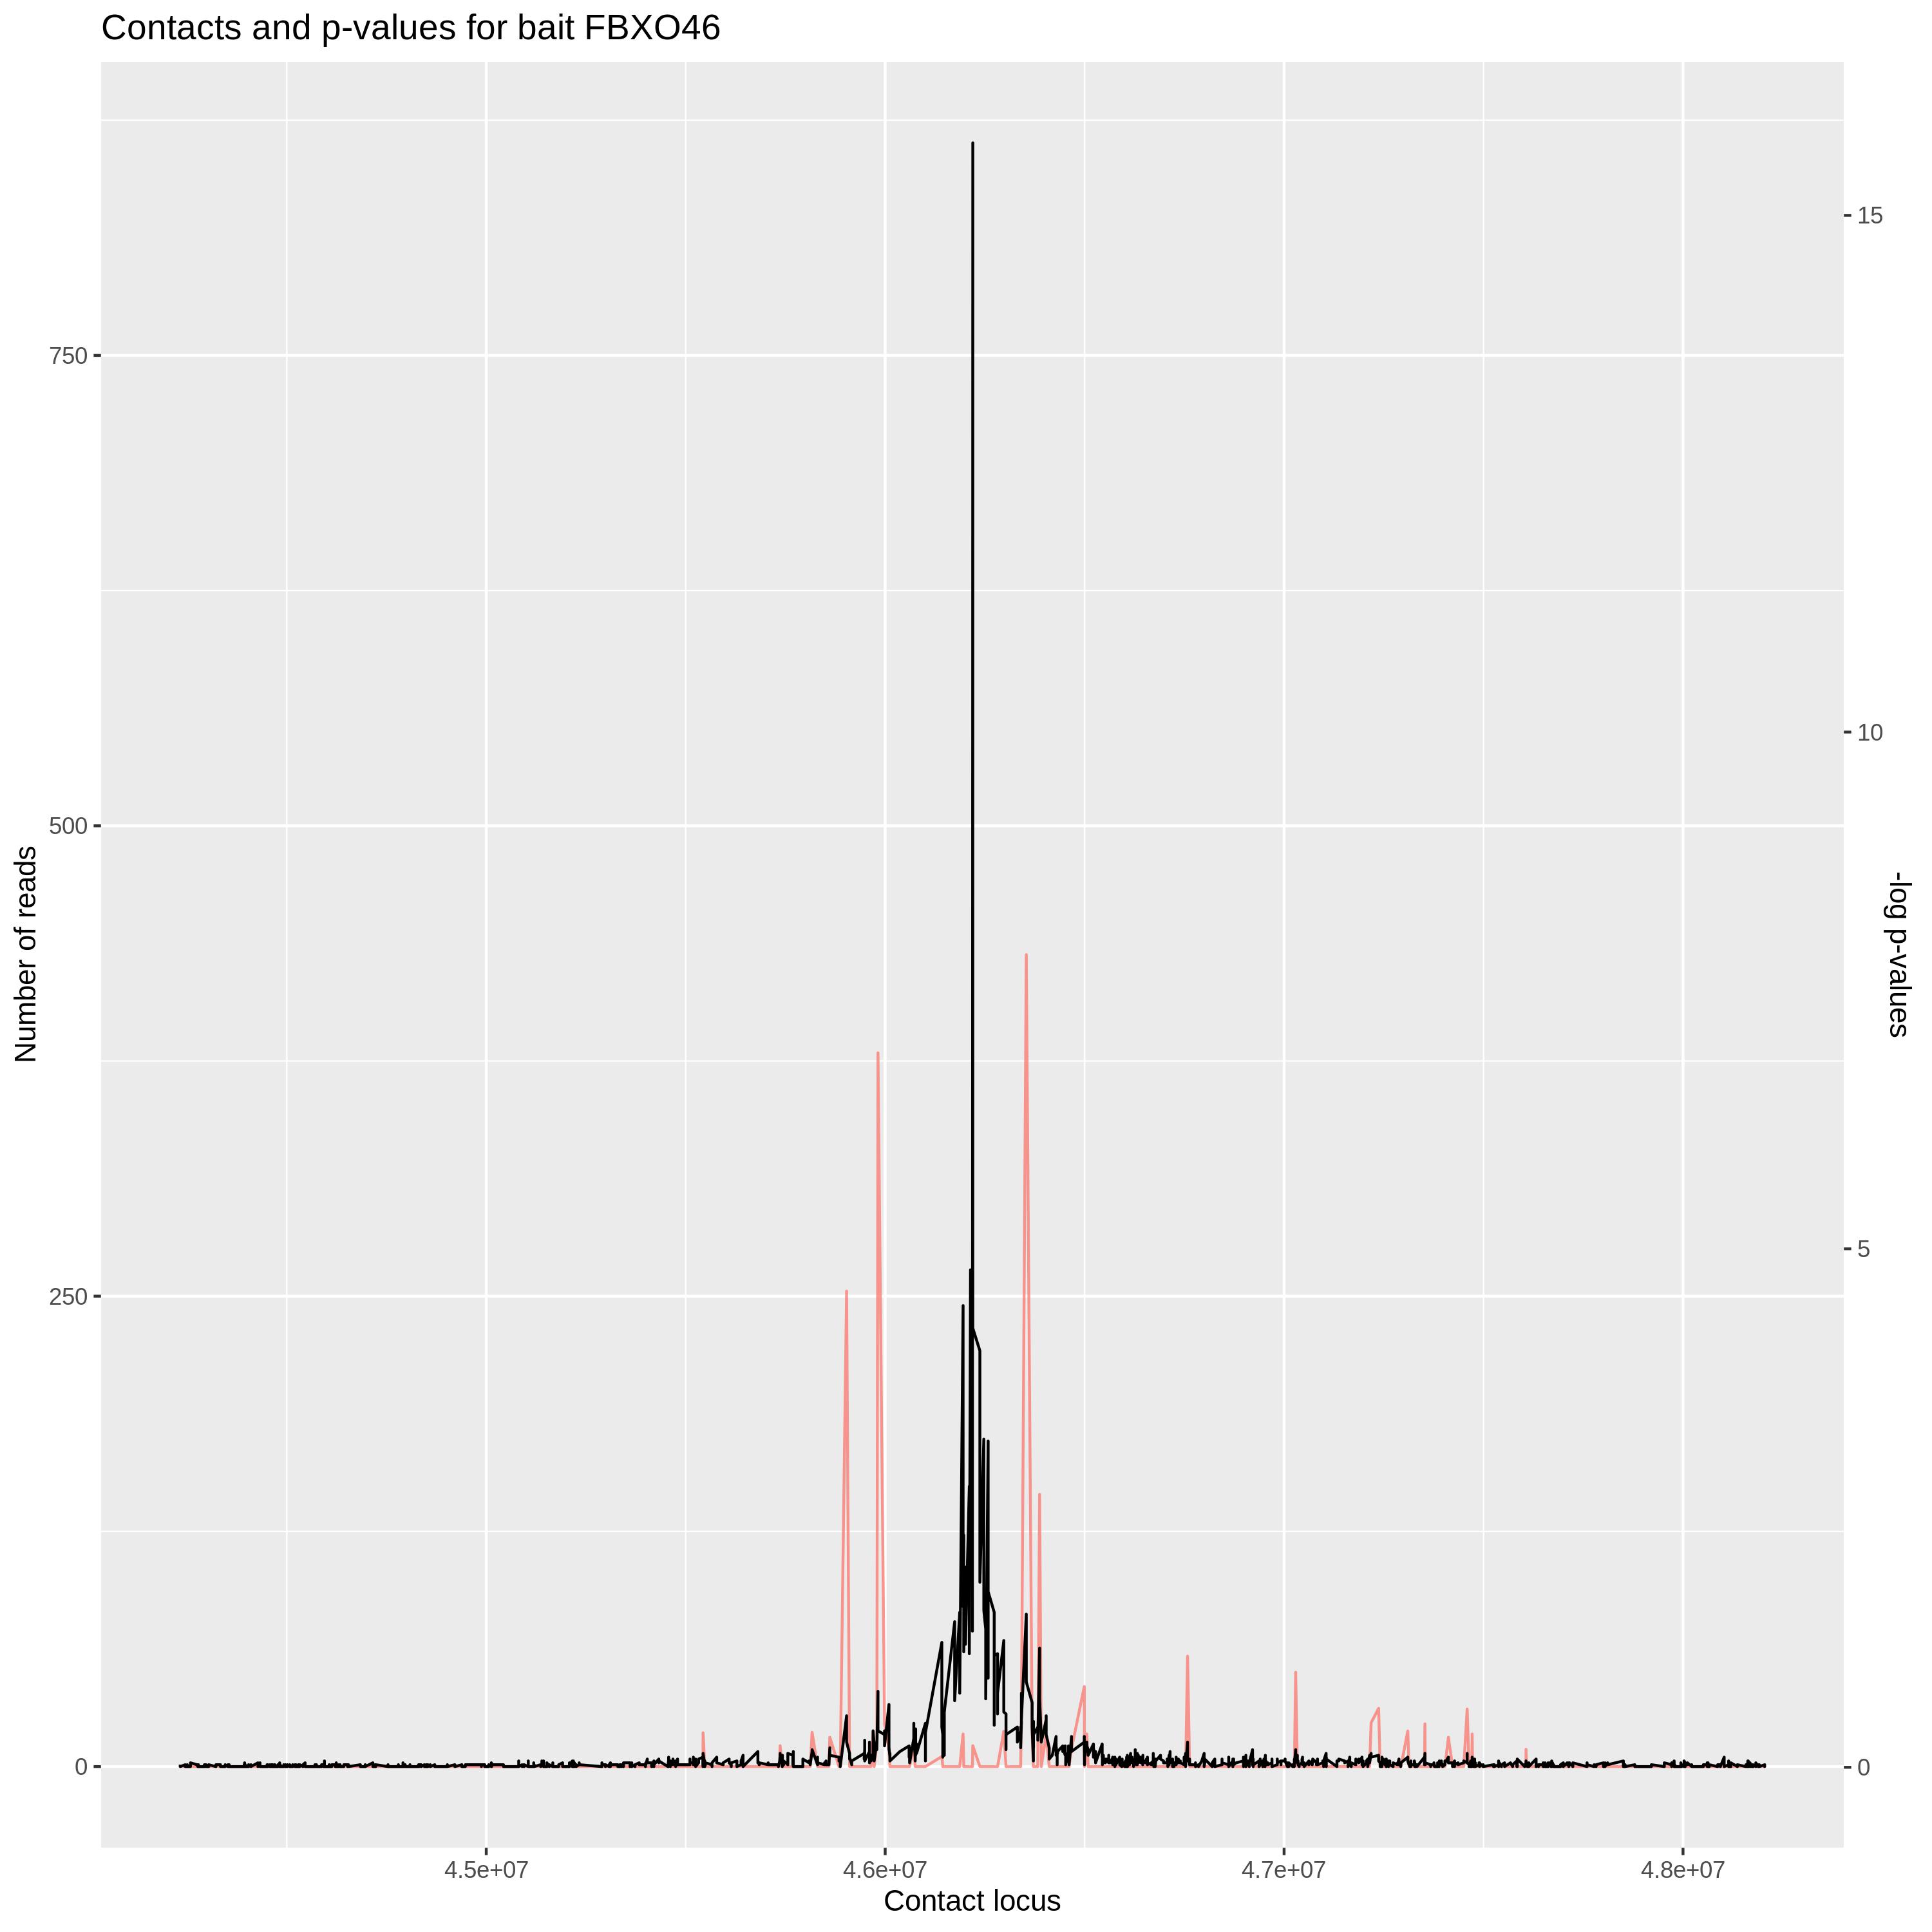 Contacts and p-values for bait FBXO46
750
500
250
0
Number of reads
15
10
5
0
-log p-values
4.5e+07
4.6e+07
4.7e+07
4.8e+07
Contact locus